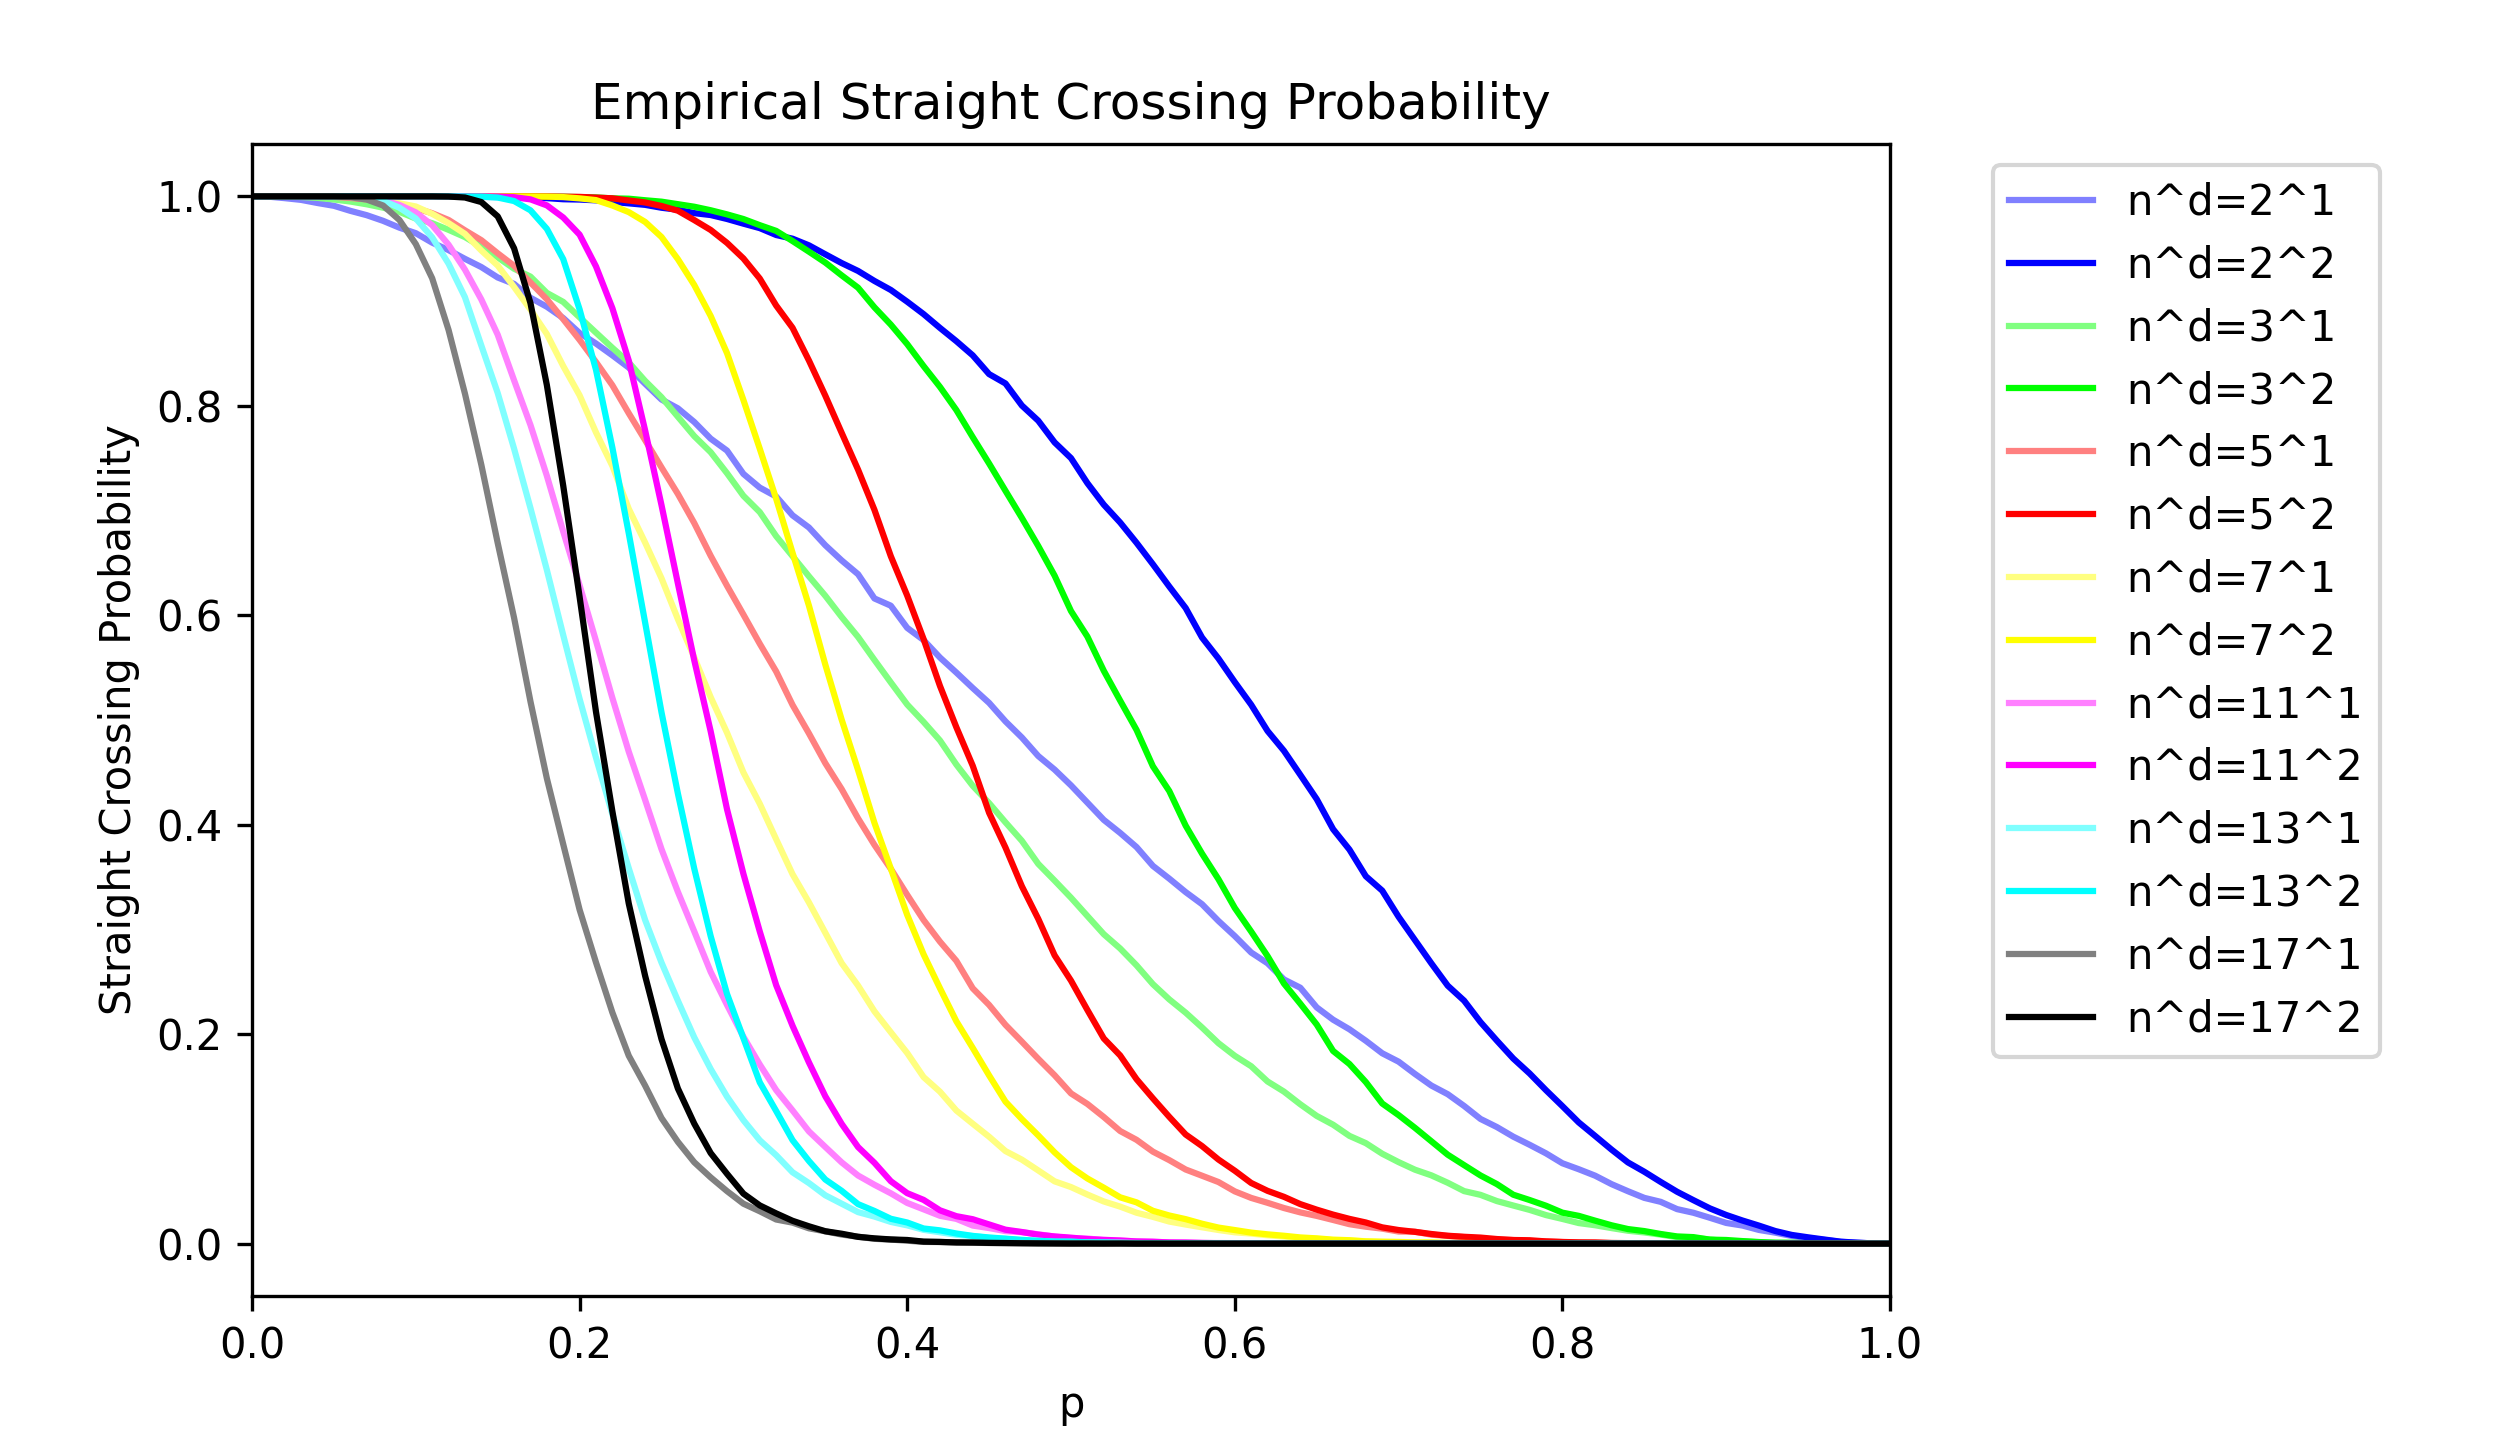 Empirical Straight Crossing Probability
Straight Crossing Probability
1.0
0.8
0.6
0.4
0.2
0.0
0.0 0.2 0.4 0.6 0.8 1.0
p
n^d=2^1
n^d=2^2
n^d=3^1
n^d=3^2
n^d=5^1
n^d=5^2
n^d=7^1
n^d=7^2
n^d=11^1
n^d=11^2
n^d=13^1
n^d=13^2
n^d=17^1
n^d=17^2